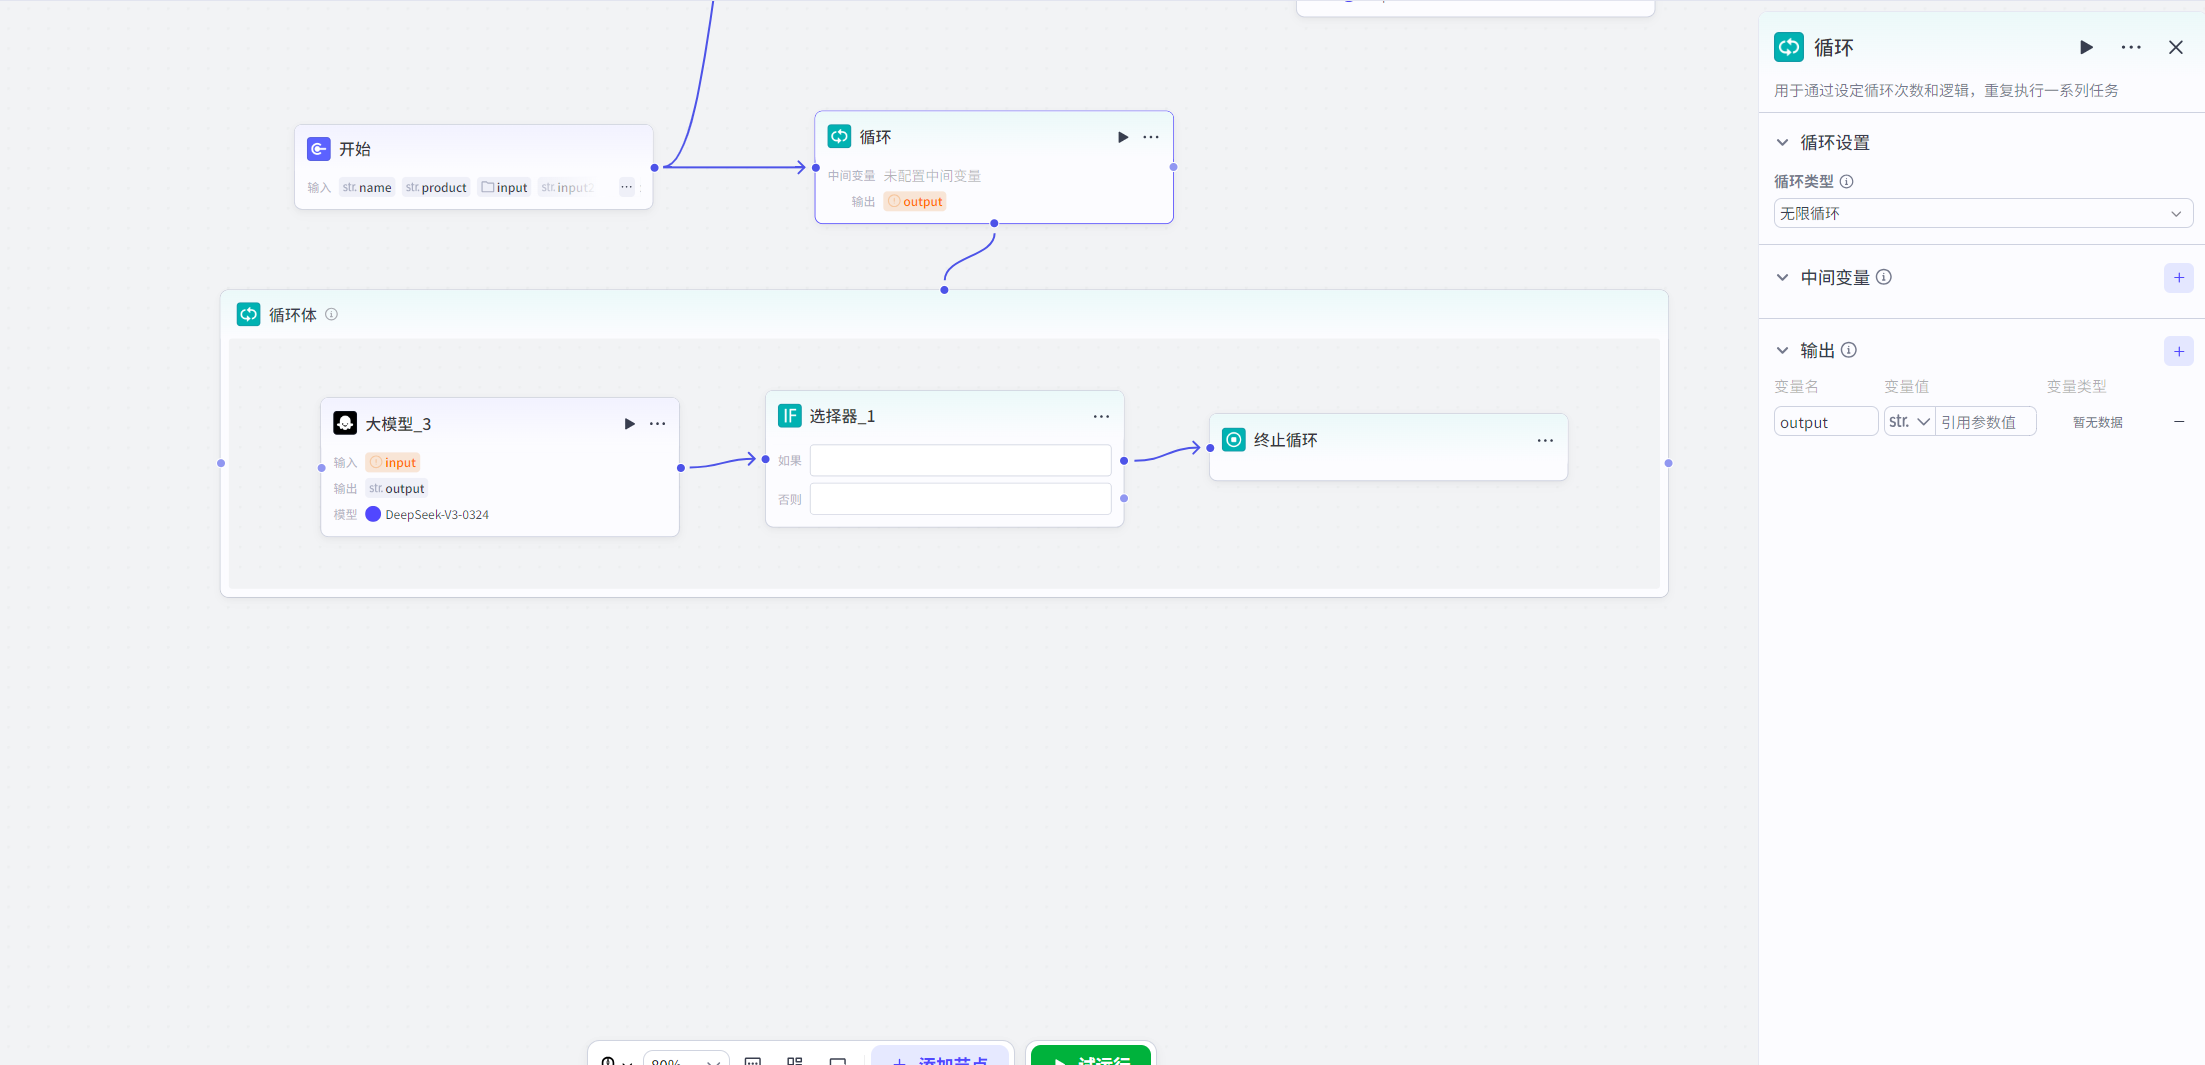 开始
输入 str. name str. product input str. input2 ...
循环
中间变量 未配置中间变量
输出 output
循环体
大模型_3
输入 input
输出 str. output
模型 DeepSeek-V3-0324
IF 选择器_1
如果
否则
终止循环
80%
添加节点
试运行
循环
用于通过设定循环次数和逻辑，重复执行一系列任务
循环设置
循环类型
无限循环
中间变量
输出
变量名 变量值 变量类型
output str. 引用参数值 暂无数据